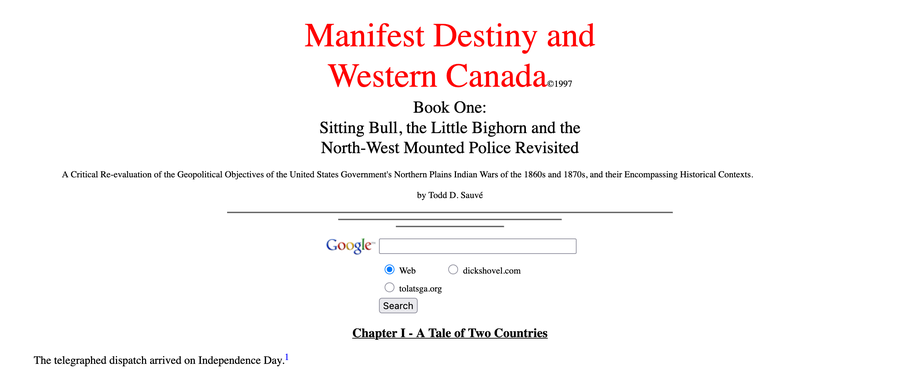 Manifest Destiny and
Western Canada©1997
Book One:
Sitting Bull, the Little Bighorn and the
North-West Mounted Police Revisited
A Critical Re-evaluation of the Geopolitical Objectives of the United States Government's Northern Plains Indian Wars of the 1860s and 1870s, and their Encompassing Historical Contexts.
by Todd D. Sauvé
Google™
Web dickshovel.com
tolatsga.org
Search
Chapter I - A Tale of Two Countries
The telegraphed dispatch arrived on Independence Day.1